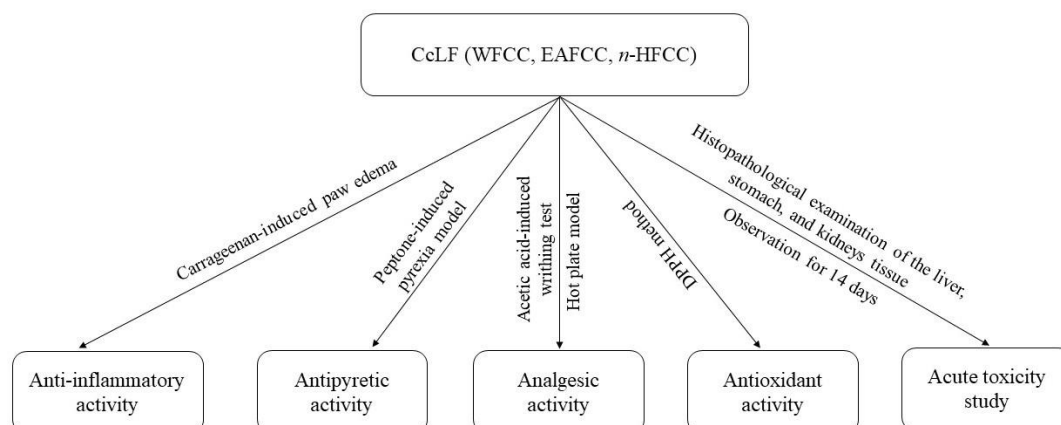 CcLF (WFCC, EAFCC, n-HFCC)
Carrageenan-induced paw edema
Peptone-induced
pyrexia model
Acetic acid-induced
writhing test
Hot plate model
DPPH method
Histopathological examination of the liver,
stomach, and kidneys tissue
Observation for 14 days
Anti-inflammatory
activity
Antipyretic
activity
Analgesic
activity
Antioxidant
activity
Acute toxicity
study